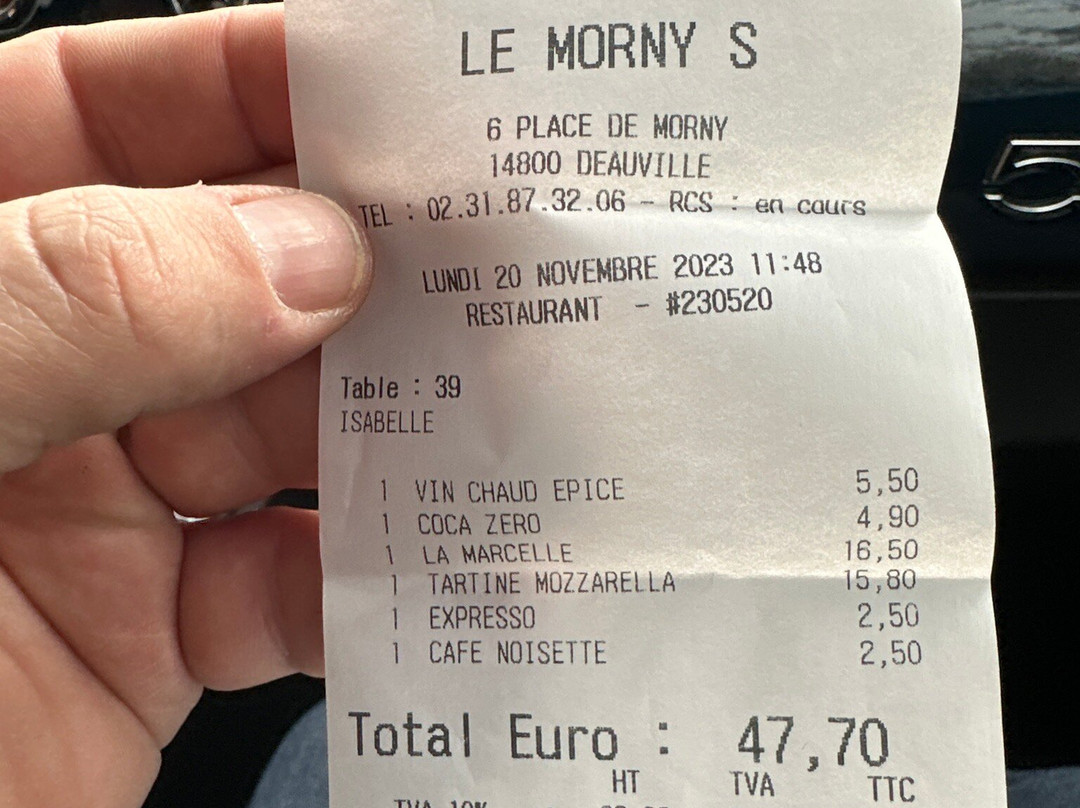 LE MORNY S
6 PLACE DE MORNY
14800 DEAUVILLE
TEL : 02.31.87.32.06 - RCS : en cours
LUNDI 20 NOVEMBRE 2023 11:48
RESTAURANT - #230520
Table : 39
ISABELLE
1 VIN CHAUD EPICE 5,50
1 COCA ZERO 4,90
1 LA MARCELLE 16,50
1 TARTINE MOZZARELLA 15,80
1 EXPRESSO 2,50
1 CAFE NOISETTE 2,50
Total Euro : 47,70
HT TVA TTC
TVA 10%
5